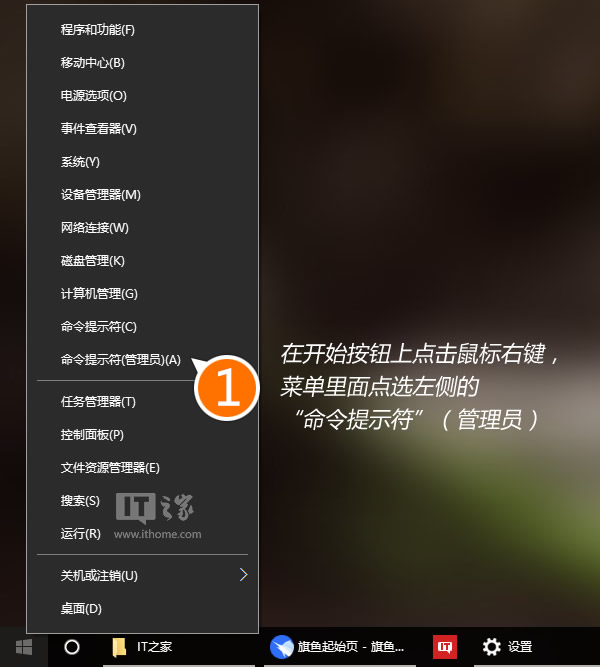 程序和功能(F)
移动中心(B)
电源选项(O)
事件查看器(V)
系统(Y)
设备管理器(M)
网络连接(W)
磁盘管理(K)
计算机管理(G)
命令提示符(C)
命令提示符(管理员)(A)
1
在开始按钮上点击鼠标右键，
菜单里面点选左侧的
“命令提示符”（管理员）
任务管理器(T)
控制面板(P)
文件资源管理器(E)
搜索(S)
运行(R)
IT之家
www.ithome.com
关机或注销(U)
桌面(D)
IT之家
旗鱼起始页 - 旗鱼...
IT
设置